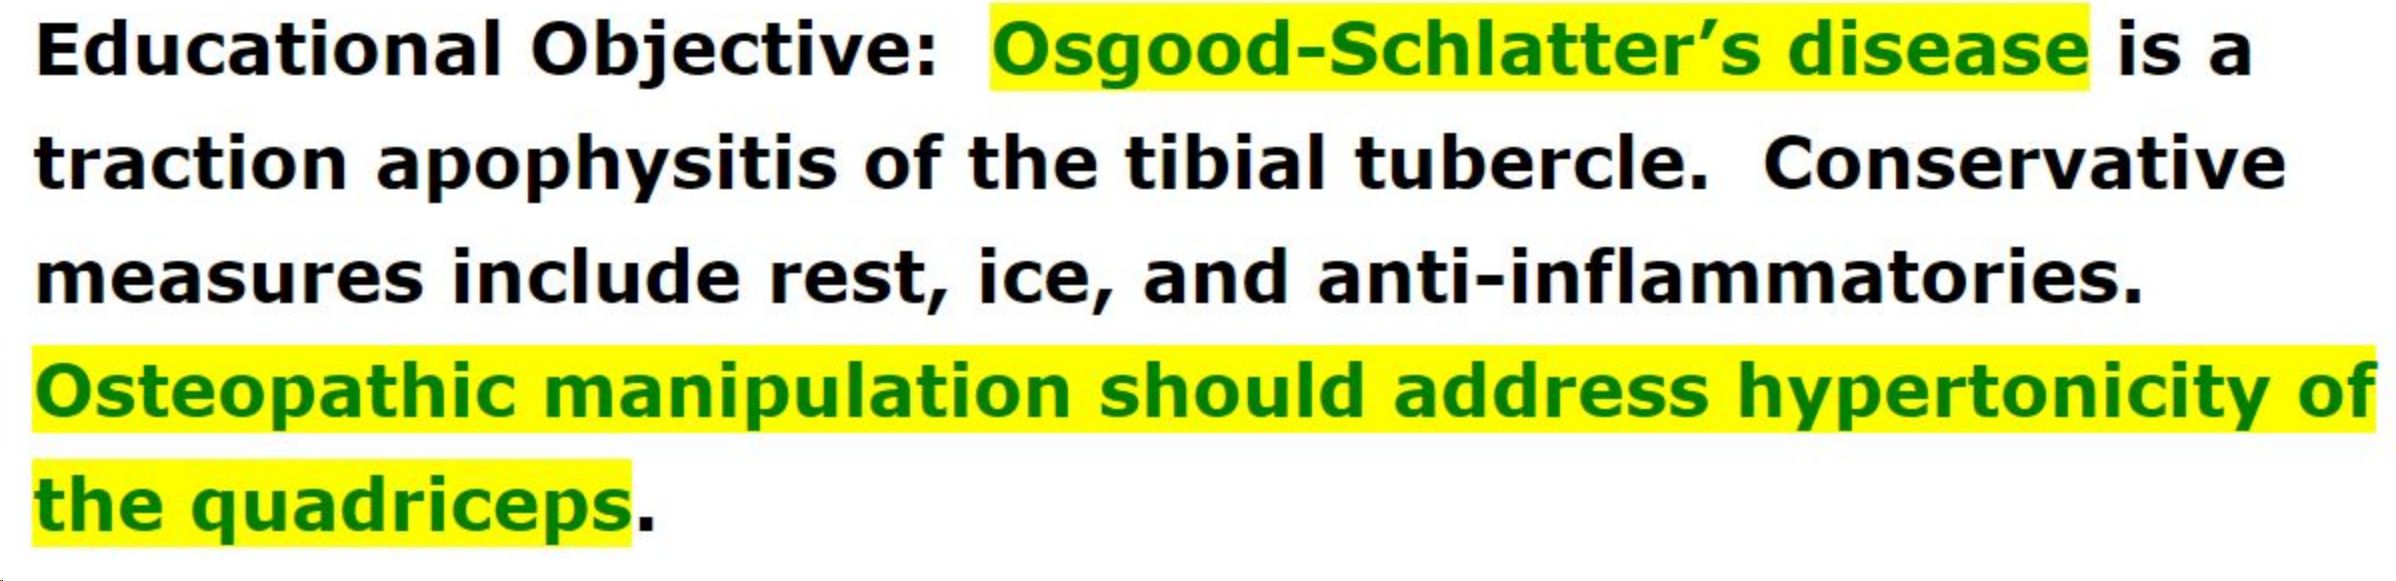 Educational Objective:  Osgood-Schlatter’s disease is a
traction apophysitis of the tibial tubercle.  Conservative
measures include rest, ice, and anti-inflammatories.
Osteopathic manipulation should address hypertonicity of
the quadriceps.